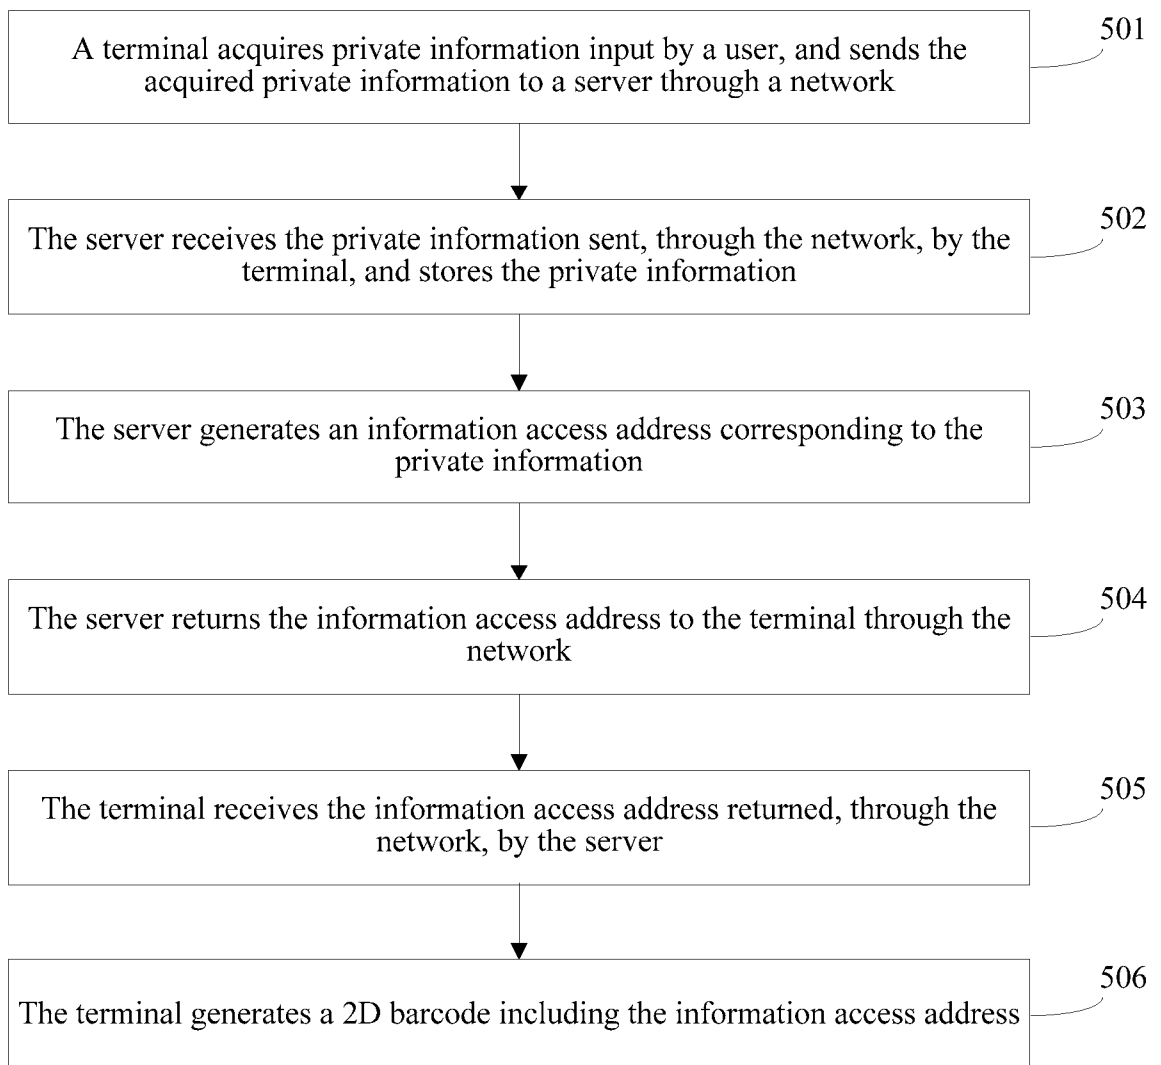 501
A terminal acquires private information input by a user, and sends the
acquired private information to a server through a network
502
The server receives the private information sent, through the network, by the
terminal, and stores the private information
503
The server generates an information access address corresponding to the
private information
504
The server returns the information access address to the terminal through the
network
505
The terminal receives the information access address returned, through the
network, by the server
506
The terminal generates a 2D barcode including the information access address